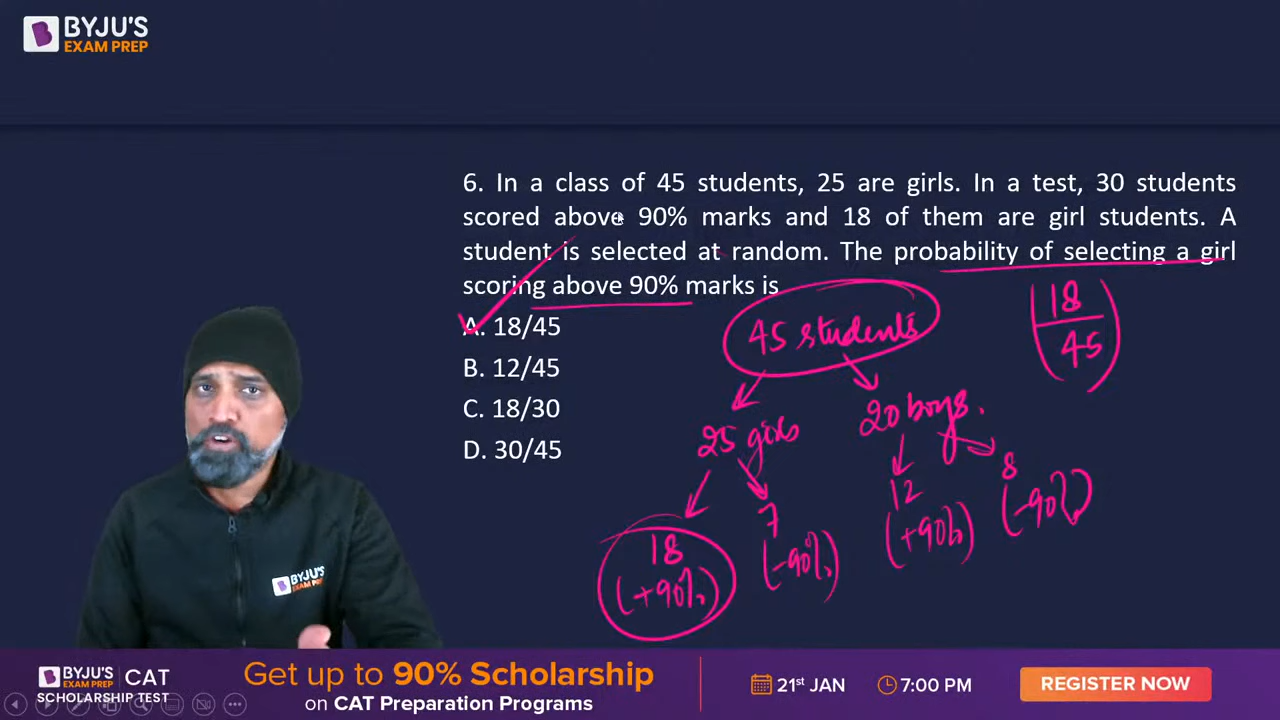 BYJU'S
EXAM PREP
6. In a class of 45 students, 25 are girls. In a test, 30 students
scored above 90% marks and 18 of them are girl students. A
student is selected at random. The probability of selecting a girl
scoring above 90% marks is
A. 18/45
B. 12/45
C. 18/30
D. 30/45
45 students
18
45
25 girls
20 boys.
18
(+90%)
7
(-90%)
12
(+90%)
8
(-90%)
BYJU'S
EXAM PREP
BYJU'S
EXAM PREP
CAT
SCHOLARSHIP TEST
Get up to 90% Scholarship
on CAT Preparation Programs
21st JAN
7:00 PM
REGISTER NOW